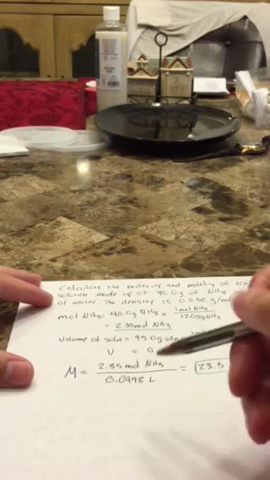 Calculate the molarity and molality of NH₃
solution made up of 40.0 g of NH₃
of water. The density is 0.950 g/mL
mol NH₃: 40.0 g NH₃ × 1 mol NH₃ / 17.03 g NH₃
= 2.35 mol NH₃
Volume of soln = 95.0 g soln
V = 0.
M = 2.35 mol NH₃ / 0.0998 L = 23.5